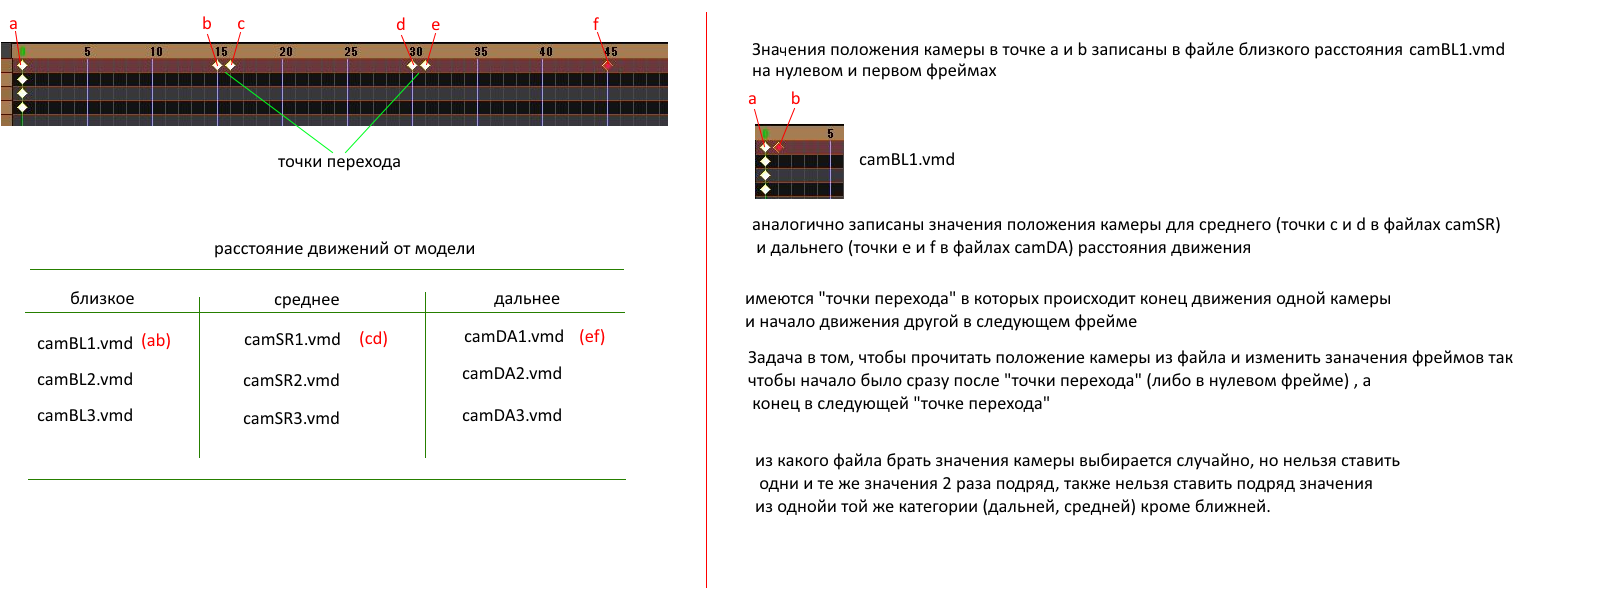 a b c d e f
0 5 10 15 20 25 30 35 40 45
точки перехода
расстояние движений от модели
близкое среднее дальнее
camBL1.vmd (ab) camSR1.vmd (cd) camDA1.vmd (ef)
camBL2.vmd camSR2.vmd camDA2.vmd
camBL3.vmd camSR3.vmd camDA3.vmd
Значения положения камеры в точке a и b записаны в файле близкого расстояния camBL1.vmd
на нулевом и первом фреймах
a b
0 5
camBL1.vmd
аналогично записаны значения положения камеры для среднего (точки c и d в файлах camSR)
и дальнего (точки e и f в файлах camDA) расстояния движения
имеются "точки перехода" в которых происходит конец движения одной камеры
и начало движения другой в следующем фрейме
Задача в том, чтобы прочитать положение камеры из файла и изменить заначения фреймов так
чтобы начало было сразу после "точки перехода" (либо в нулевом фрейме) , а
конец в следующей "точке перехода"
из какого файла брать значения камеры выбирается случайно, но нельзя ставить
одни и те же значения 2 раза подряд, также нельзя ставить подряд значения
из однойи той же категории (дальней, средней) кроме ближней.